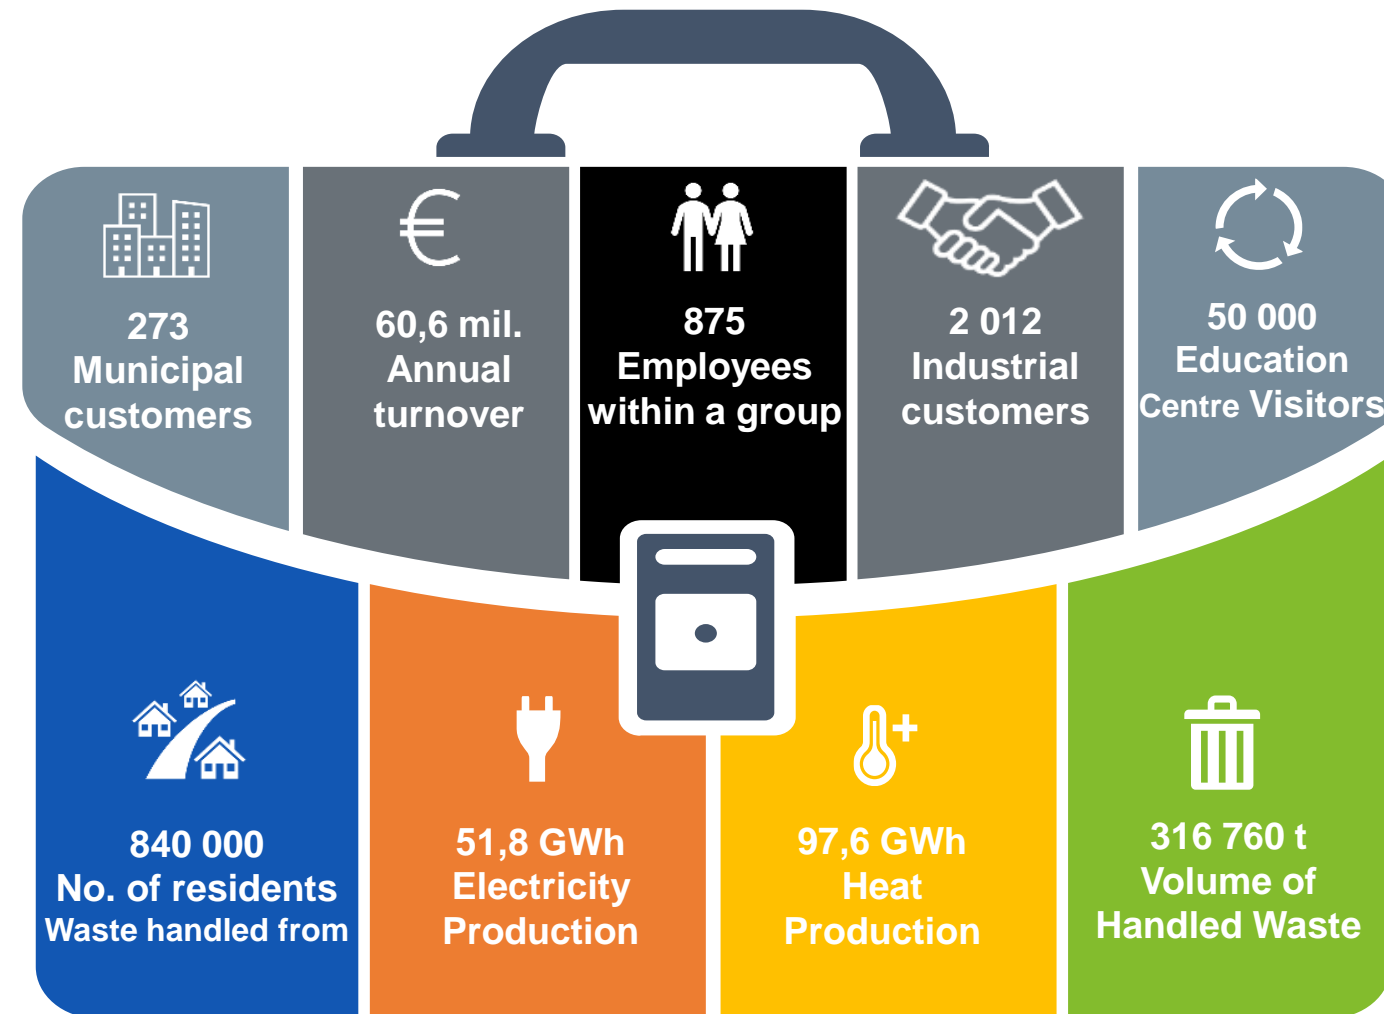 273
Municipal
customers
60,6 mil.
Annual
turnover
875
Employees
within a group
2 012
Industrial
customers
50 000
Education
Centre Visitors
840 000
No. of residents
Waste handled from
51,8 GWh
Electricity
Production
97,6 GWh
Heat
Production
316 760 t
Volume of
Handled Waste